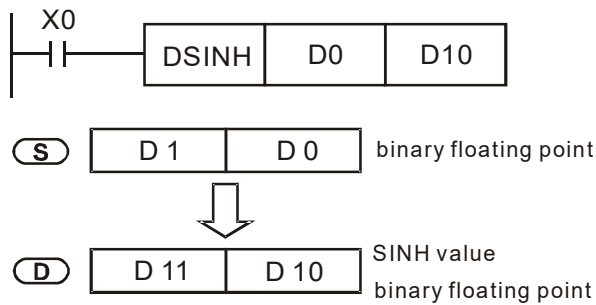 X0
DSINH D0 D10
S D 1 D 0 binary floating point
D D 11 D 10 SINH value
binary floating point